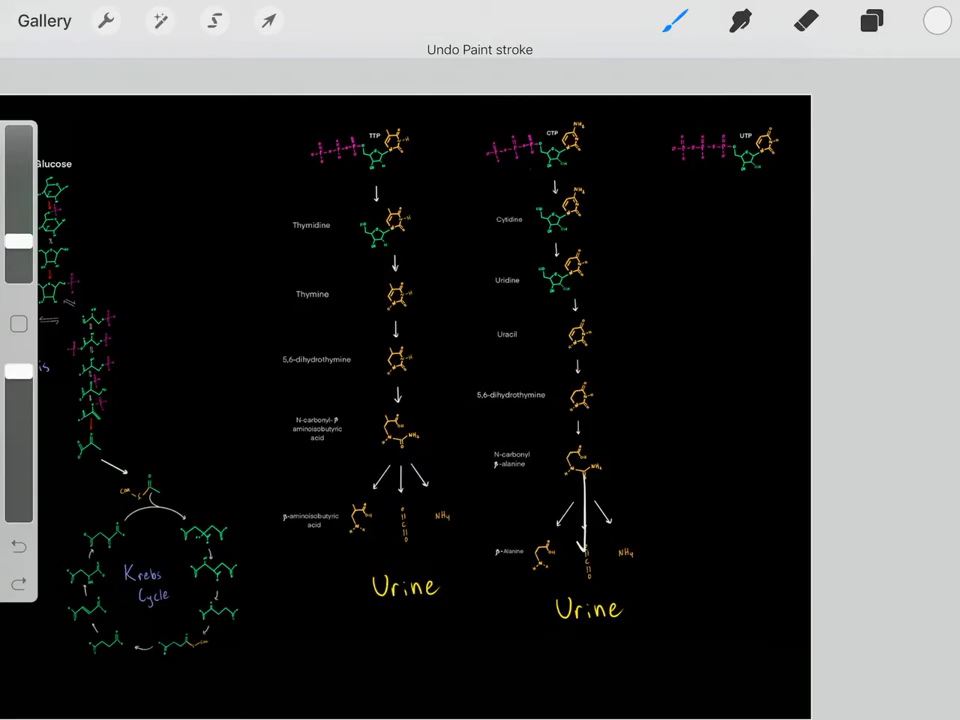 Gallery
Undo Paint stroke
Glucose
TTP
CTP
UTP
Thymidine
Cytidine
Uridine
Thymine
Uracil
5,6-dihydrothymine
5,6-dihydrothymine
N-carbonyl-β
aminoisobutyric
acid
N-carbonyl
β-alanine
β-aminoisobutyric
acid
β-Alanine
NH4
NH4
Krebs
Cycle
Urine
Urine